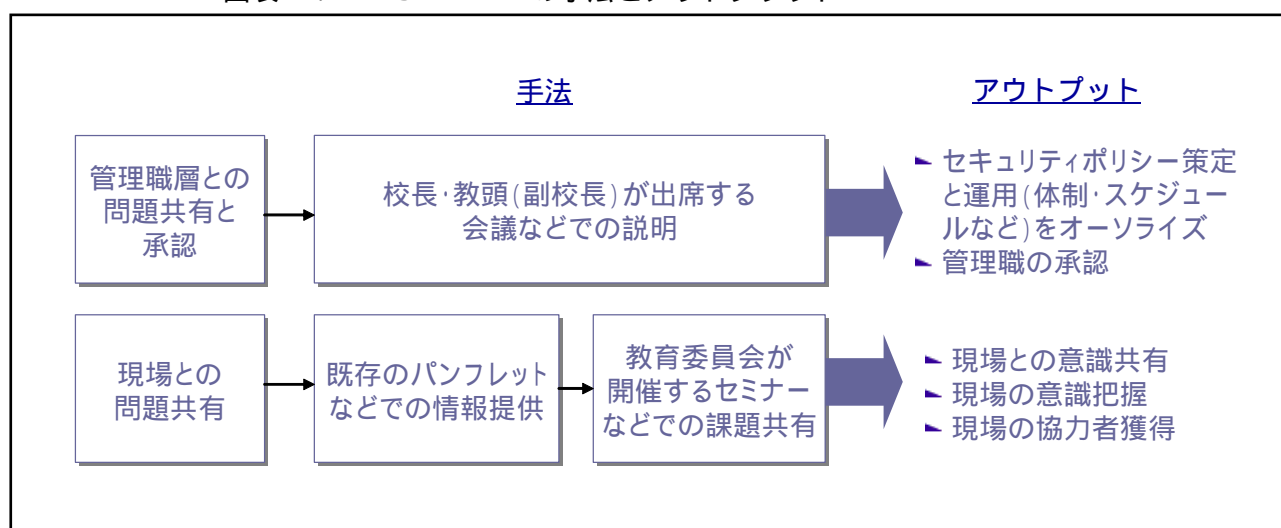 手法
アウトプット
管理職層との
問題共有と
承認
校長・教頭(副校長)が出席する
会議などでの説明
セキュリティポリシー策定
と運用(体制・スケジュー
ルなど)をオーソライズ
管理職の承認
現場との
問題共有
既存のパンフレット
などでの情報提供
教育委員会が
開催するセミナー
などでの課題共有
現場との意識共有
現場の意識把握
現場の協力者獲得